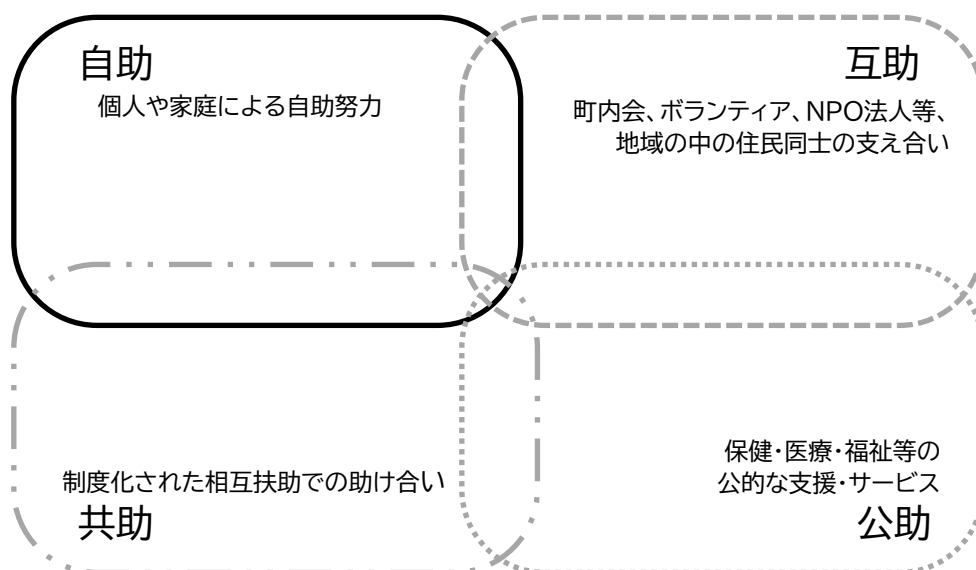 自助
個人や家庭による自助努力
互助
町内会、ボランティア、NPO法人等、
地域の中の住民同士の支え合い
制度化された相互扶助での助け合い
共助
保健・医療・福祉等の
公的な支援・サービス
公助